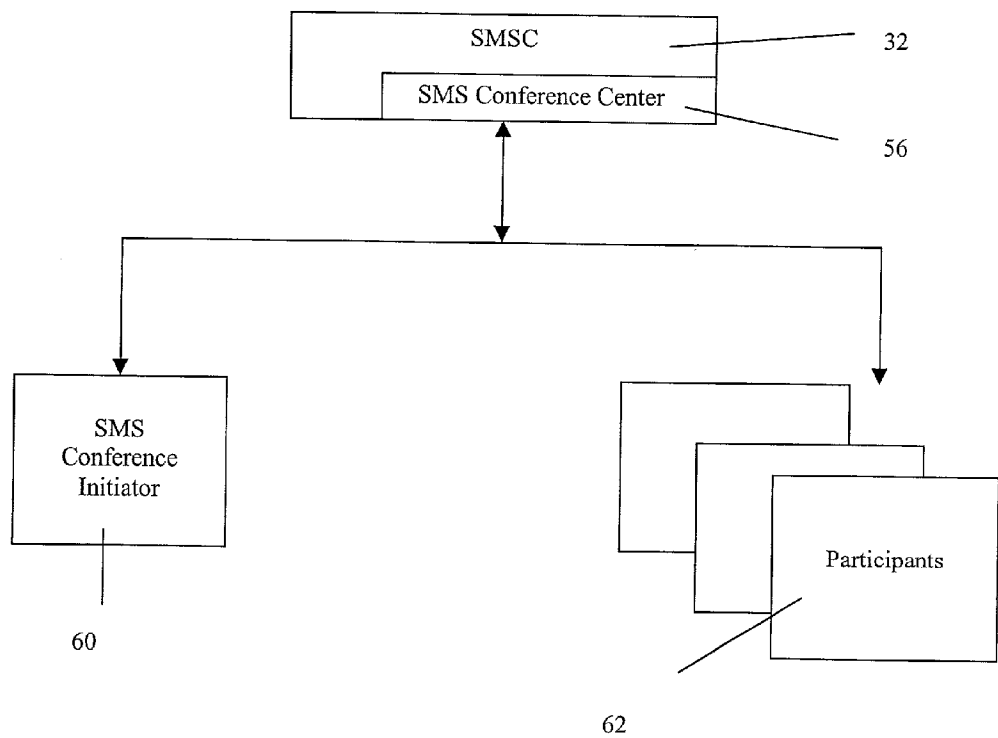 SMSC
32
SMS Conference Center
56
SMS
Conference
Initiator
Participants
60
62